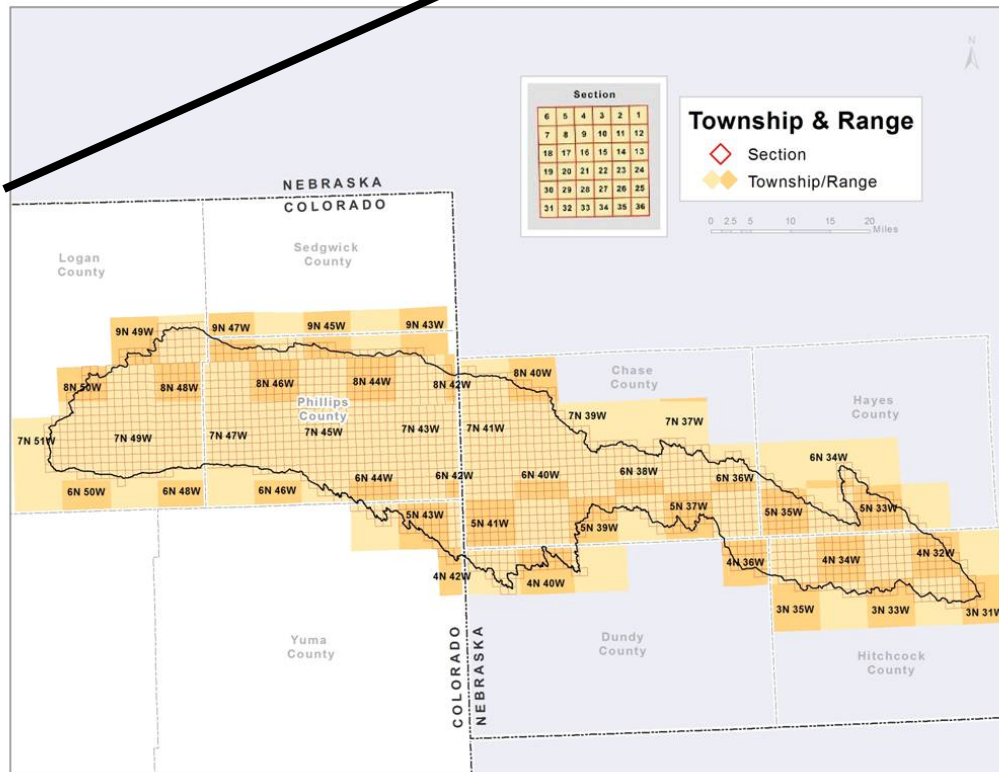 N
Section
6 5 4 3 2 1
7 8 9 10 11 12
18 17 16 15 14 13
19 20 21 22 23 24
30 29 28 27 26 25
31 32 33 34 35 36
Township & Range
Section
Township/Range
0 2.5 5 10 15 20
Miles
NEBRASKA
COLORADO
Logan
County
Sedgwick
County
9N 49W
9N 47W
9N 45W
9N 43W
8N 50W
8N 48W
8N 46W
8N 44W
8N 42W
8N 40W
Chase
County
Phillips
County
Hayes
County
7N 51W
7N 49W
7N 47W
7N 45W
7N 43W
7N 41W
7N 39W
7N 37W
6N 50W
6N 48W
6N 46W
6N 44W
6N 42W
6N 40W
6N 38W
6N 36W
6N 34W
5N 43W
5N 41W
5N 39W
5N 37W
5N 35W
5N 33W
4N 42W
4N 40W
4N 36W
4N 34W
4N 32W
3N 35W
3N 33W
3N 31W
Yuma
County
COLORADO
NEBRASKA
Dundy
County
Hitchcock
County